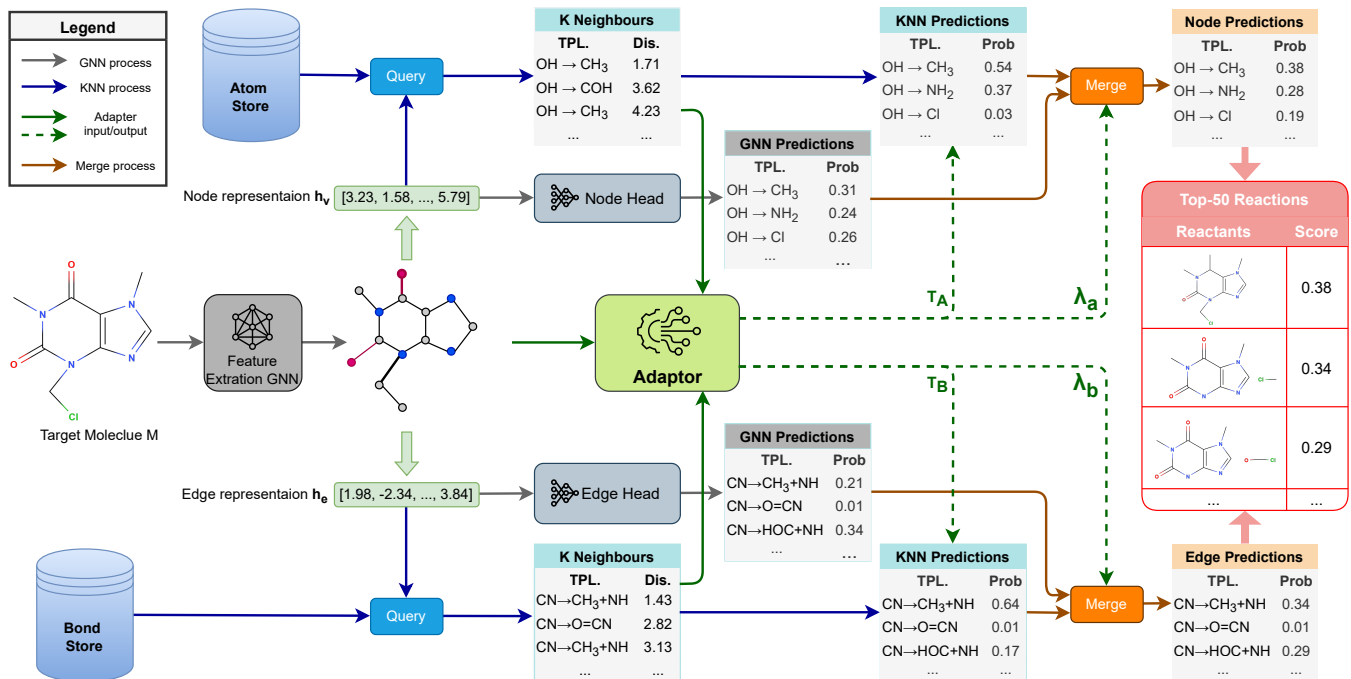 Legend
GNN process
KNN process
Adapter
input/output
Merge process
Atom
Store
Query
K Neighbours
TPL. Dis.
OH → CH3 1.71
OH → COH 3.62
OH → CH3 4.23
... ...
KNN Predictions
TPL. Prob
OH → CH3 0.54
OH → NH2 0.37
OH → Cl 0.03
... ...
Merge
Node Predictions
TPL. Prob
OH → CH3 0.38
OH → NH2 0.28
OH → Cl 0.19
... ...
GNN Predictions
TPL. Prob
OH → CH3 0.31
OH → NH2 0.24
OH → Cl 0.26
... ...
Node representaion hv
[3.23, 1.58, ..., 5.79]
Node Head
Top-50 Reactions
Reactants Score
N N N N O Cl
0.38
O N N N N O Cl
0.34
O N N N N O O Cl
0.29
... ...
O N N N N O Cl
Target Moleclue M
Feature
Extration GNN
Adaptor
TA
λa
TB
λb
GNN Predictions
TPL. Prob
CN→CH3+NH 0.21
CN→O=CN 0.01
CN→HOC+NH 0.34
... ...
Edge representaion he
[1.98, -2.34, ..., 3.84]
Edge Head
Bond
Store
Query
K Neighbours
TPL. Dis.
CN→CH3+NH 1.43
CN→O=CN 2.82
CN→CH3+NH 3.13
... ...
KNN Predictions
TPL. Prob
CN→CH3+NH 0.64
CN→O=CN 0.01
CN→HOC+NH 0.17
... ...
Merge
Edge Predictions
TPL. Prob
CN→CH3+NH 0.34
CN→O=CN 0.01
CN→HOC+NH 0.29
... ...